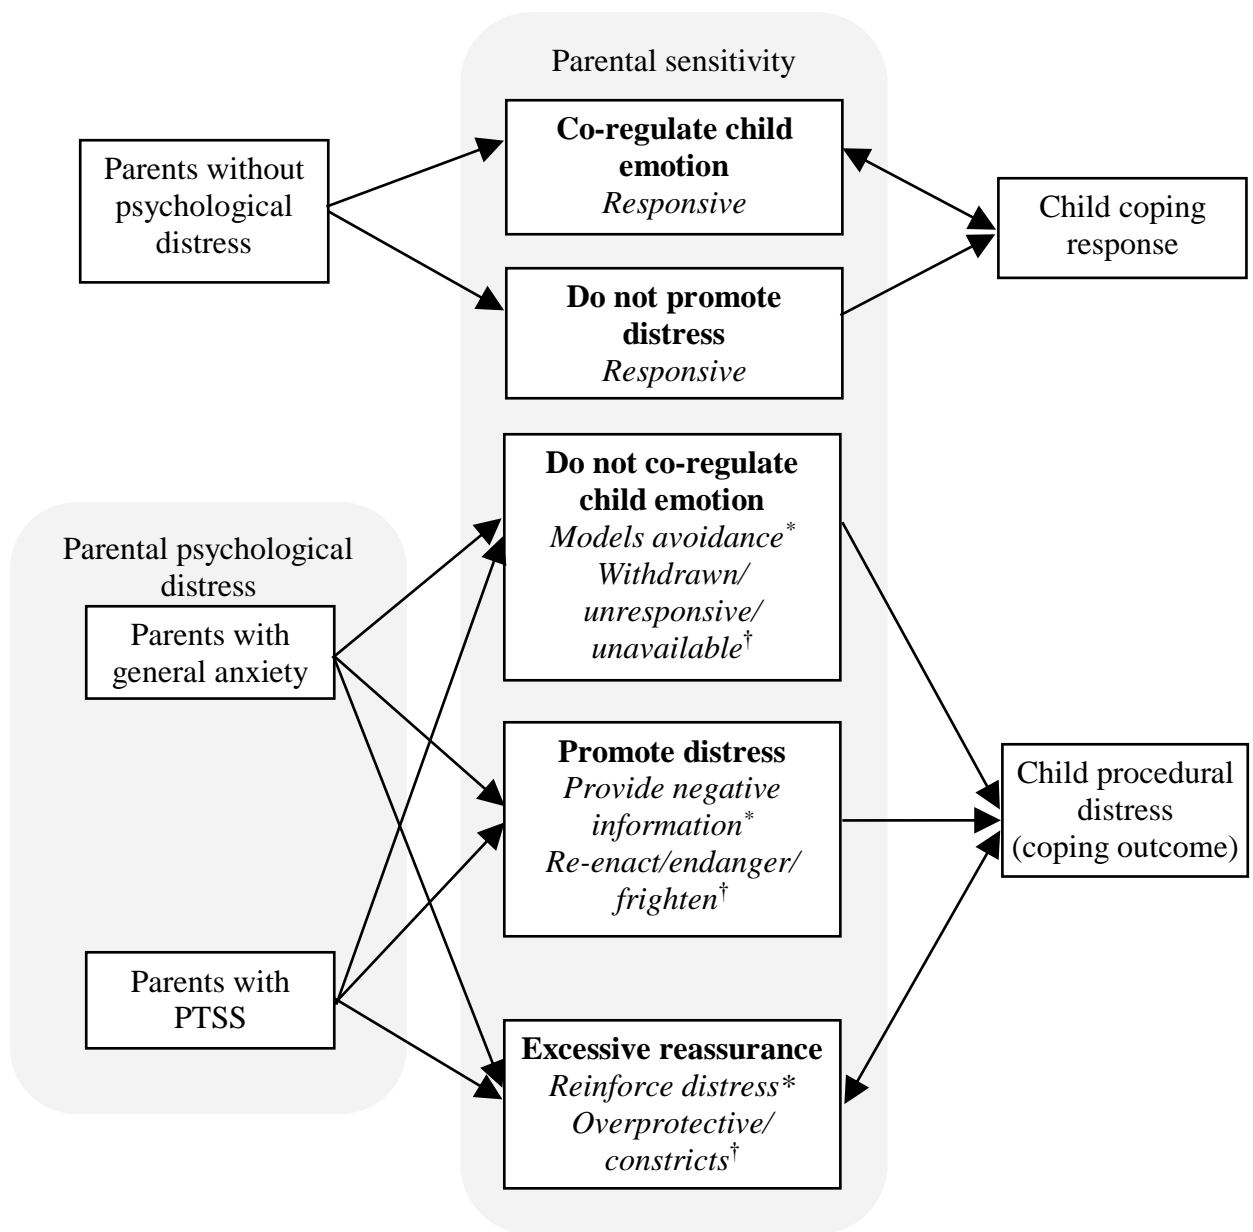 Parental sensitivity
Co-regulate child
emotion
Responsive
Parents without
psychological
distress
Child coping
response
Do not promote
distress
Responsive
Do not co-regulate
child emotion
Models avoidance*
Withdrawn/
unresponsive/
unavailable†
Parental psychological
distress
Parents with
general anxiety
Promote distress
Provide negative
information*
Re-enact/endanger/
frighten†
Child procedural
distress
(coping outcome)
Parents with
PTSS
Excessive reassurance
Reinforce distress*
Overprotective/
constricts†